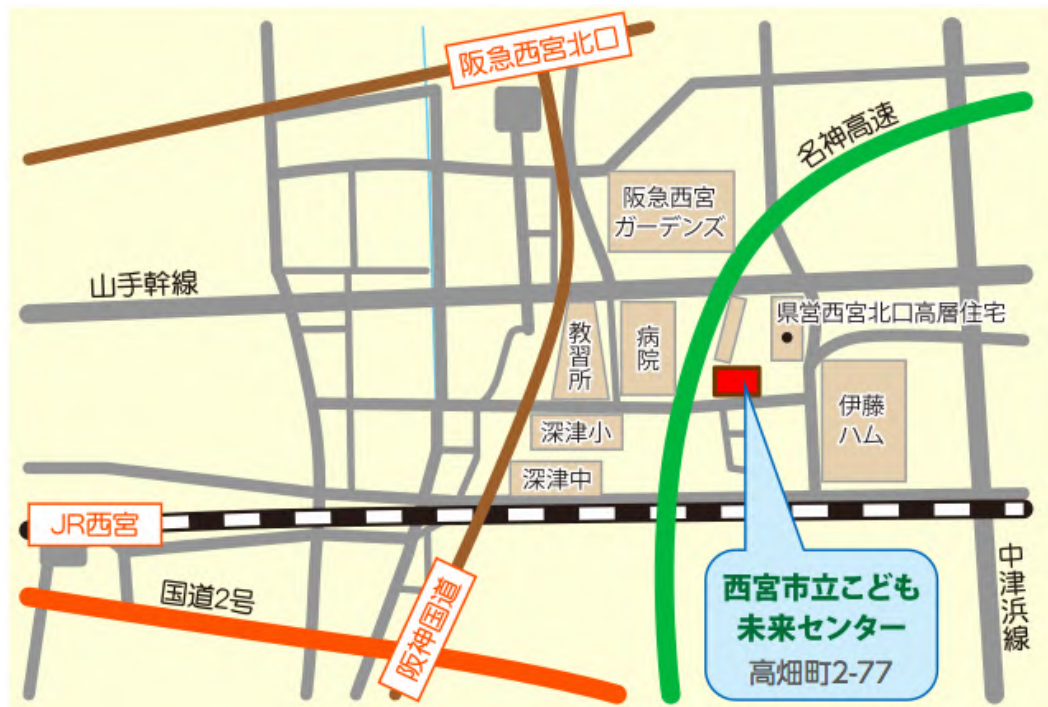 阪急西宮北口
名神高速
阪急西宮
ガーデンズ
山手幹線
県営西宮北口高層住宅
教習所
病院
伊藤
ハム
深津小
深津中
JR西宮
国道2号
阪神国道
西宮市立こども
未来センター
高畑町2-77
中津浜線